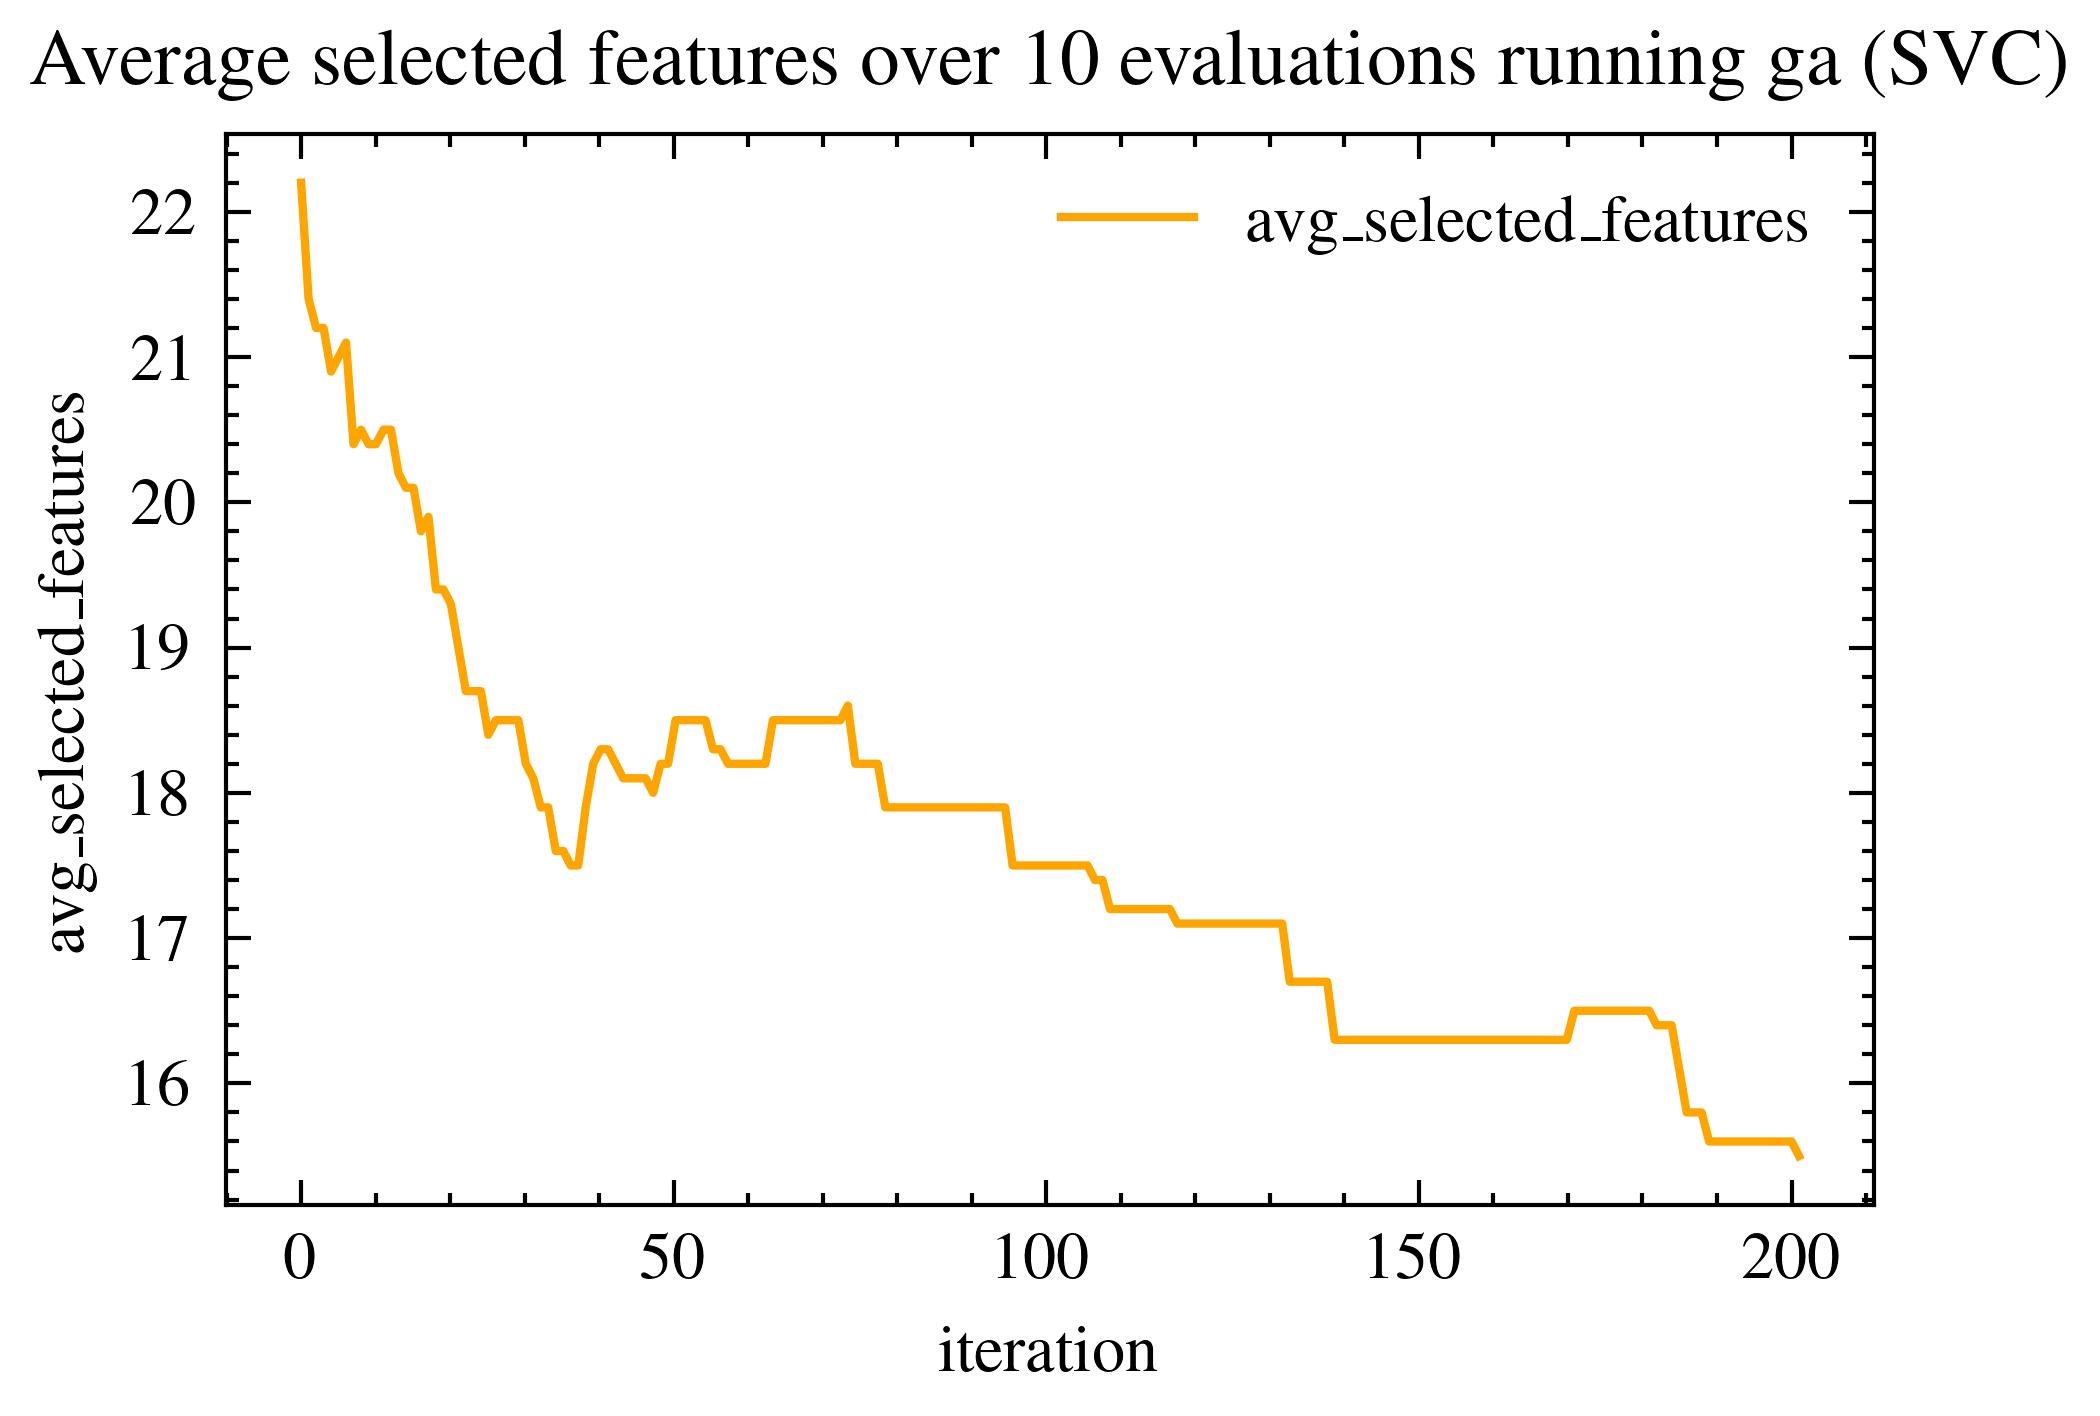 Average selected features over 10 evaluations running ga (SVC)
avg_selected_features
22
21
20
19
18
17
16
avg_selected_features
0 50 100 150 200
iteration